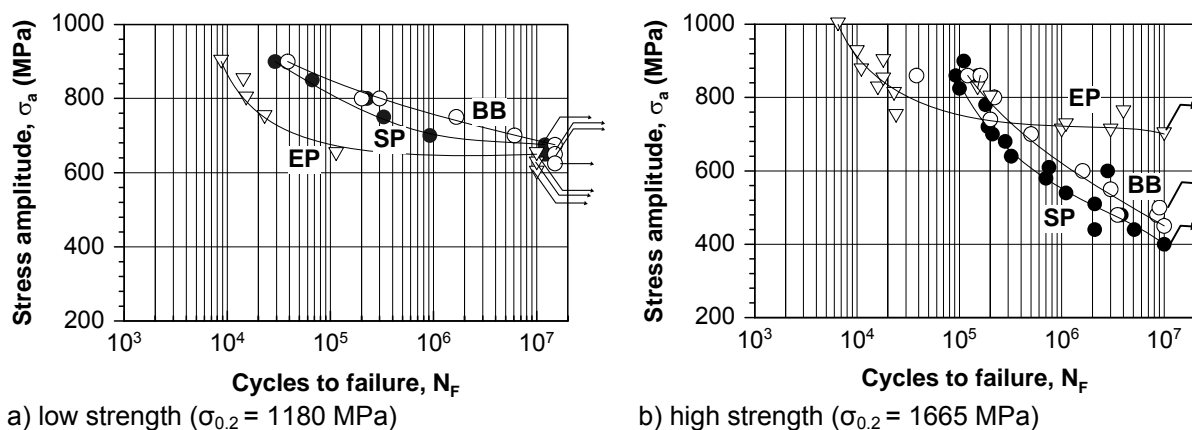 Stress amplitude, σₐ (MPa)
1000
800
600
400
200
BB
SP
EP
10³ 10⁴ 10⁵ 10⁶ 10⁷
Cycles to failure, N_F
a) low strength (σ₀.₂ = 1180 MPa)
Stress amplitude, σₐ (MPa)
1000
800
600
400
200
EP
BB
SP
10³ 10⁴ 10⁵ 10⁶ 10⁷
Cycles to failure, N_F
b) high strength (σ₀.₂ = 1665 MPa)